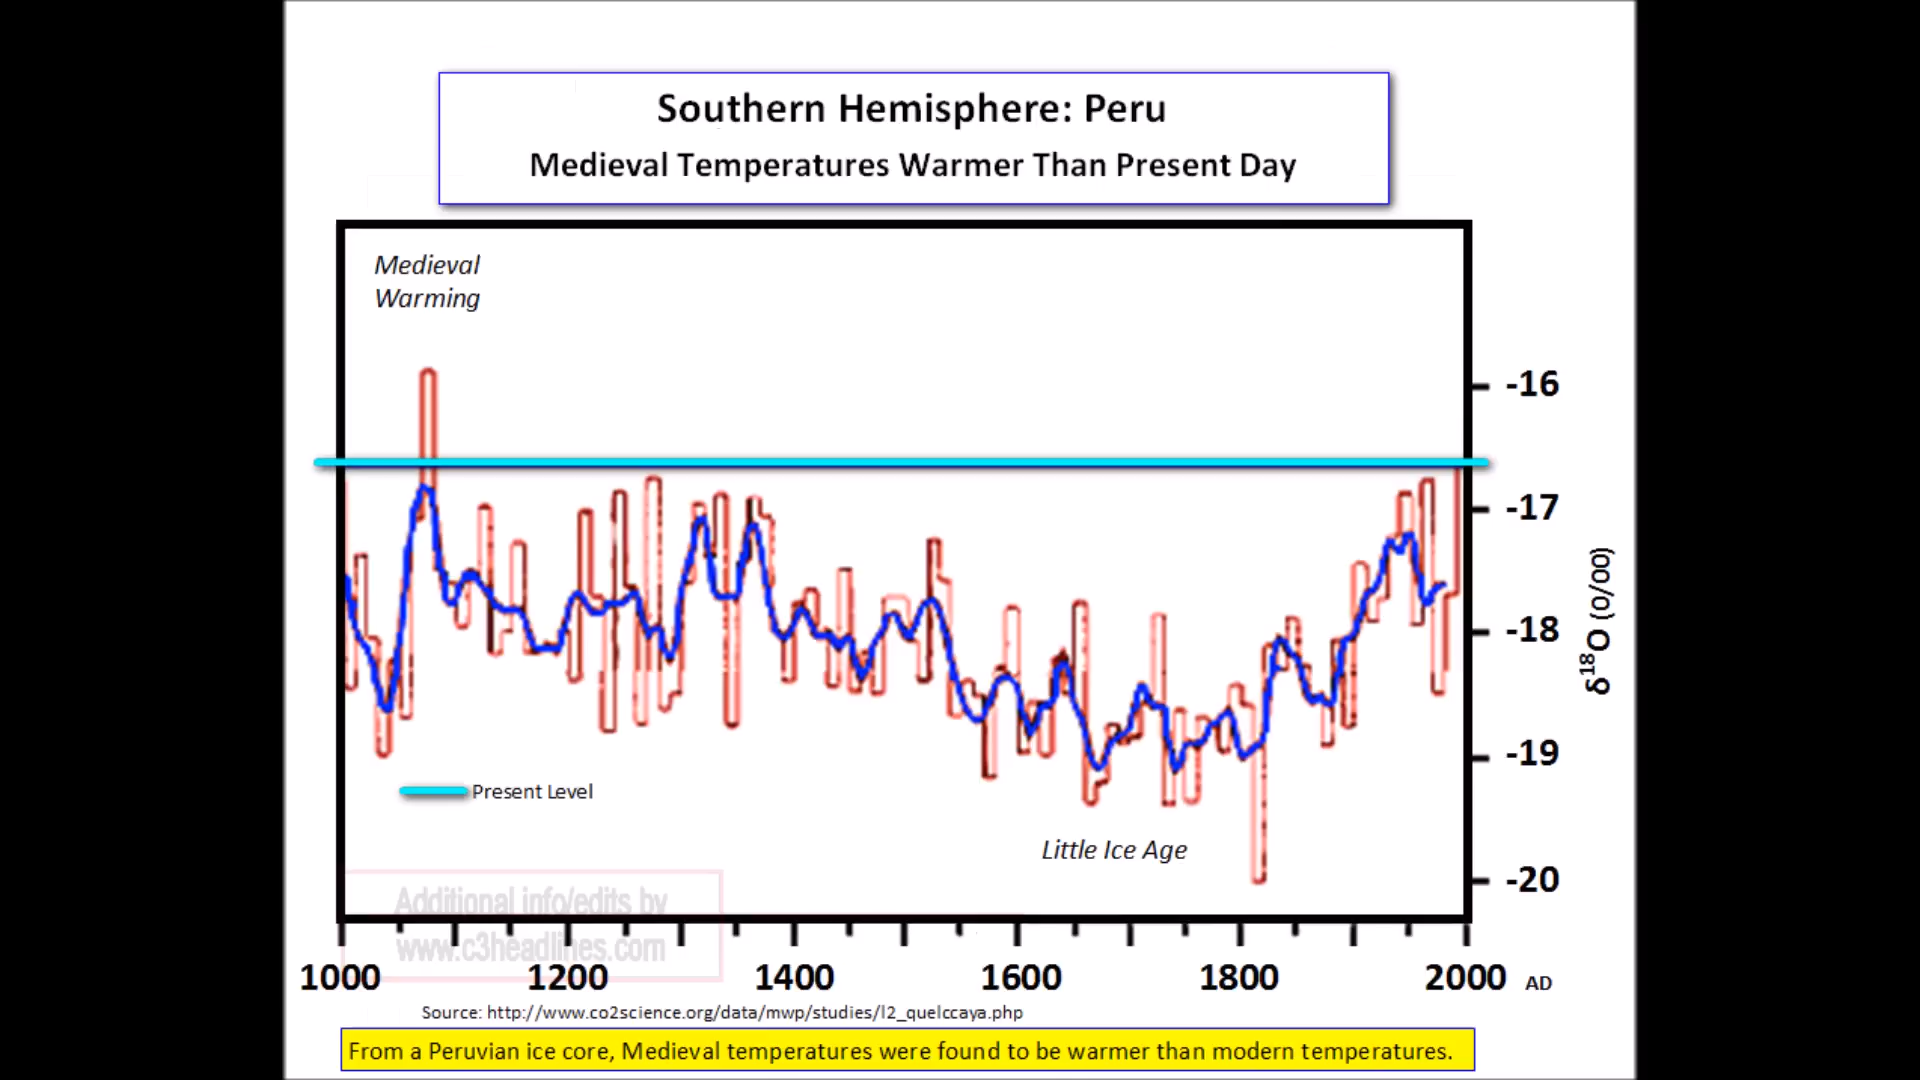 Southern Hemisphere: Peru
Medieval Temperatures Warmer Than Present Day
Medieval
Warming
-16
-17
-18
-19
-20
δ18O (0/00)
Present Level
Little Ice Age
Additional info/edits by
www.c3headlines.com
1000 1200 1400 1600 1800 2000 AD
Source: http://www.co2science.org/data/mwp/studies/l2_quelccaya.php
From a Peruvian ice core, Medieval temperatures were found to be warmer than modern temperatures.